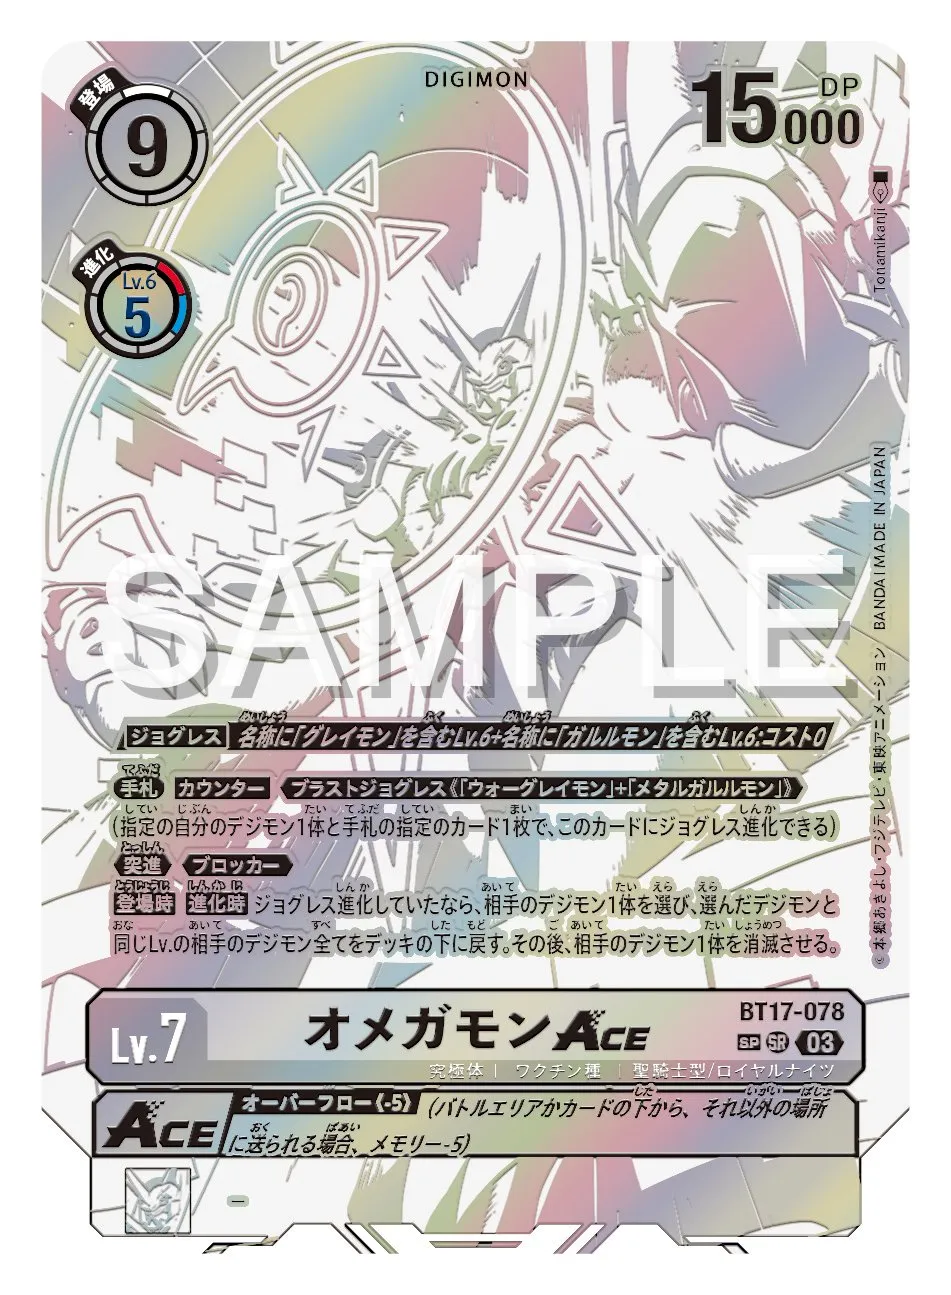 DIGIMON
登場
9
15000
DP
進化
Lv.6
5
Tonamikanji
SAMPLE
©本郷あきよし・フジテレビ・東映アニメーション BANDAI MADE IN JAPAN
ジョグレス 名称に「グレイモン」を含むLv.6+名称に「ガルルモン」を含むLv.6:コスト0
手札 カウンター ブラストジョグレス《「ウォーグレイモン」+「メタルガルルモン」》
(指定の自分のデジモン1体と手札の指定のカード1枚で、このカードにジョグレス進化できる)
突進 ブロッカー
登場時 進化時 ジョグレス進化していたなら、相手のデジモン1体を選び、選んだデジモンと
同じLv.の相手のデジモン全てをデッキの下に戻す。その後、相手のデジモン1体を消滅させる。
Lv.7
オメガモンACE
BT17-078
SP SR 03
究極体 | ワクチン種 | 聖騎士型/ロイヤルナイツ
ACE
オーバーフロー《-5》 (バトルエリアかカードの下から、それ以外の場所
に送られる場合、メモリー-5)
-